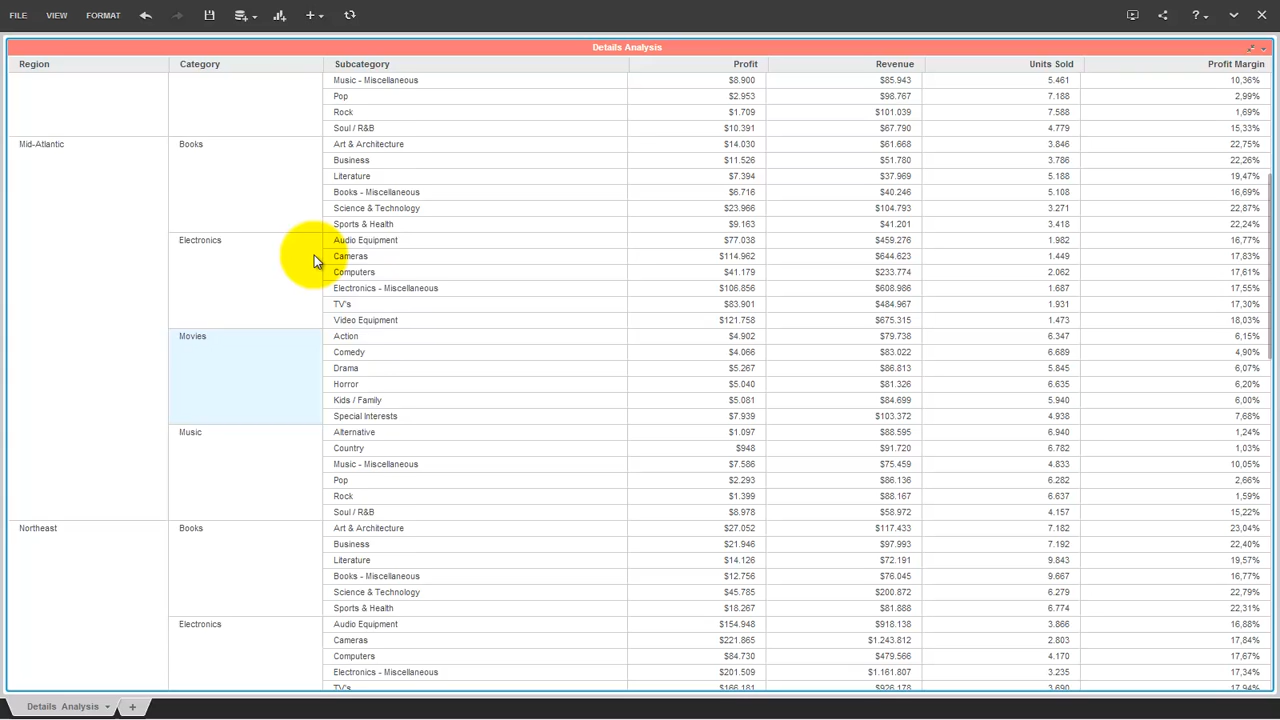 FILE VIEW FORMAT ?
Details Analysis
Region Category Subcategory Profit Revenue Units Sold Profit Margin
Music - Miscellaneous $8.900 $85.943 5.461 10,36%
Pop $2.953 $98.767 7.188 2,99%
Rock $1.709 $101.039 7.588 1,69%
Soul / R&B $10.391 $67.790 4.779 15,33%
Mid-Atlantic Books Art & Architecture $14.030 $61.668 3.846 22,75%
Business $11.526 $51.780 3.786 22,26%
Literature $7.394 $37.969 5.188 19,47%
Books - Miscellaneous $6.716 $40.246 5.108 16,69%
Science & Technology $23.966 $104.793 3.271 22,87%
Sports & Health $9.163 $41.201 3.418 22,24%
Electronics Audio Equipment $77.038 $459.276 1.982 16,77%
Cameras $114.962 $644.623 1.449 17,83%
Computers $41.179 $233.774 2.062 17,61%
Electronics - Miscellaneous $106.856 $608.986 1.687 17,55%
TV's $83.901 $484.967 1.931 17,30%
Video Equipment $121.758 $675.315 1.473 18,03%
Movies Action $4.902 $79.738 6.347 6,15%
Comedy $4.066 $83.022 6.689 4,90%
Drama $5.267 $86.813 5.845 6,07%
Horror $5.040 $81.326 6.635 6,20%
Kids / Family $5.081 $84.699 5.940 6,00%
Special Interests $7.939 $103.372 4.938 7,68%
Music Alternative $1.097 $88.595 6.940 1,24%
Country $948 $91.720 6.782 1,03%
Music - Miscellaneous $7.586 $75.459 4.833 10,05%
Pop $2.293 $86.136 6.282 2,66%
Rock $1.399 $88.167 6.637 1,59%
Soul / R&B $8.978 $58.972 4.157 15,22%
Northeast Books Art & Architecture $27.052 $117.433 7.182 23,04%
Business $21.946 $97.993 7.192 22,40%
Literature $14.126 $72.191 9.843 19,57%
Books - Miscellaneous $12.756 $76.045 9.667 16,77%
Science & Technology $45.785 $200.872 6.279 22,79%
Sports & Health $18.267 $81.888 6.774 22,31%
Electronics Audio Equipment $154.948 $918.138 3.866 16,88%
Cameras $221.865 $1.243.812 2.803 17,84%
Computers $84.730 $479.566 4.170 17,67%
Electronics - Miscellaneous $201.509 $1.161.807 3.235 17,34%
TV's $166.181 $926.178 3.690 17,94%
Details Analysis +